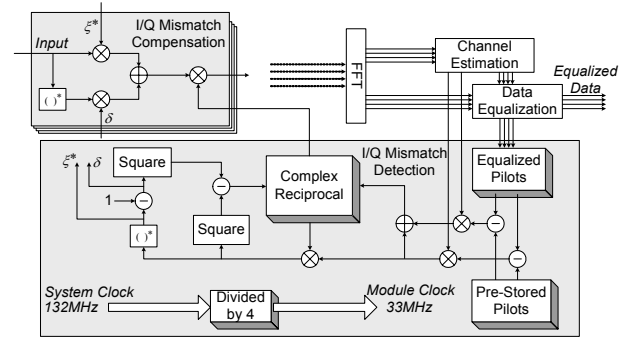 ξ*
I/Q Mismatch
Compensation
Input
( )*
δ
FFT
Channel
Estimation
Data
Equalization
Equalized
Data
ξ*
δ
Square
1
( )*
Square
Complex
Reciprocal
I/Q Mismatch
Detection
Equalized
Pilots
Pre-Stored
Pilots
System Clock
132MHz
Divided
by 4
Module Clock
33MHz